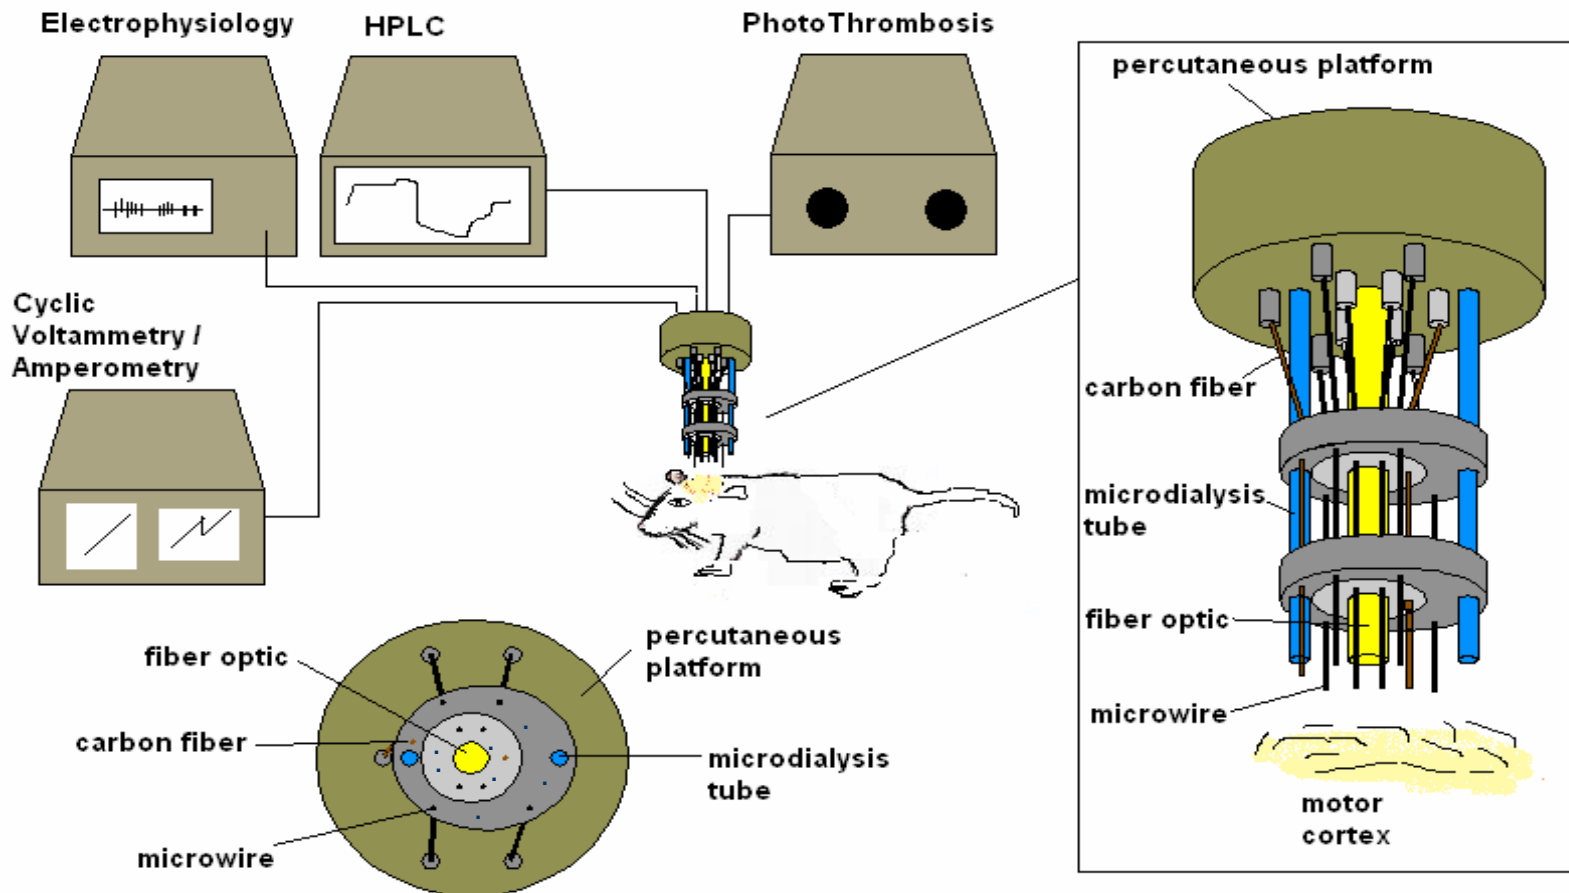 Electrophysiology
HPLC
PhotoThrombosis
percutaneous platform
Cyclic
Voltammetry /
Amperometry
carbon fiber
microdialysis
tube
fiber optic
microwire
motor
cortex
fiber optic
percutaneous
platform
carbon fiber
microdialysis
tube
microwire